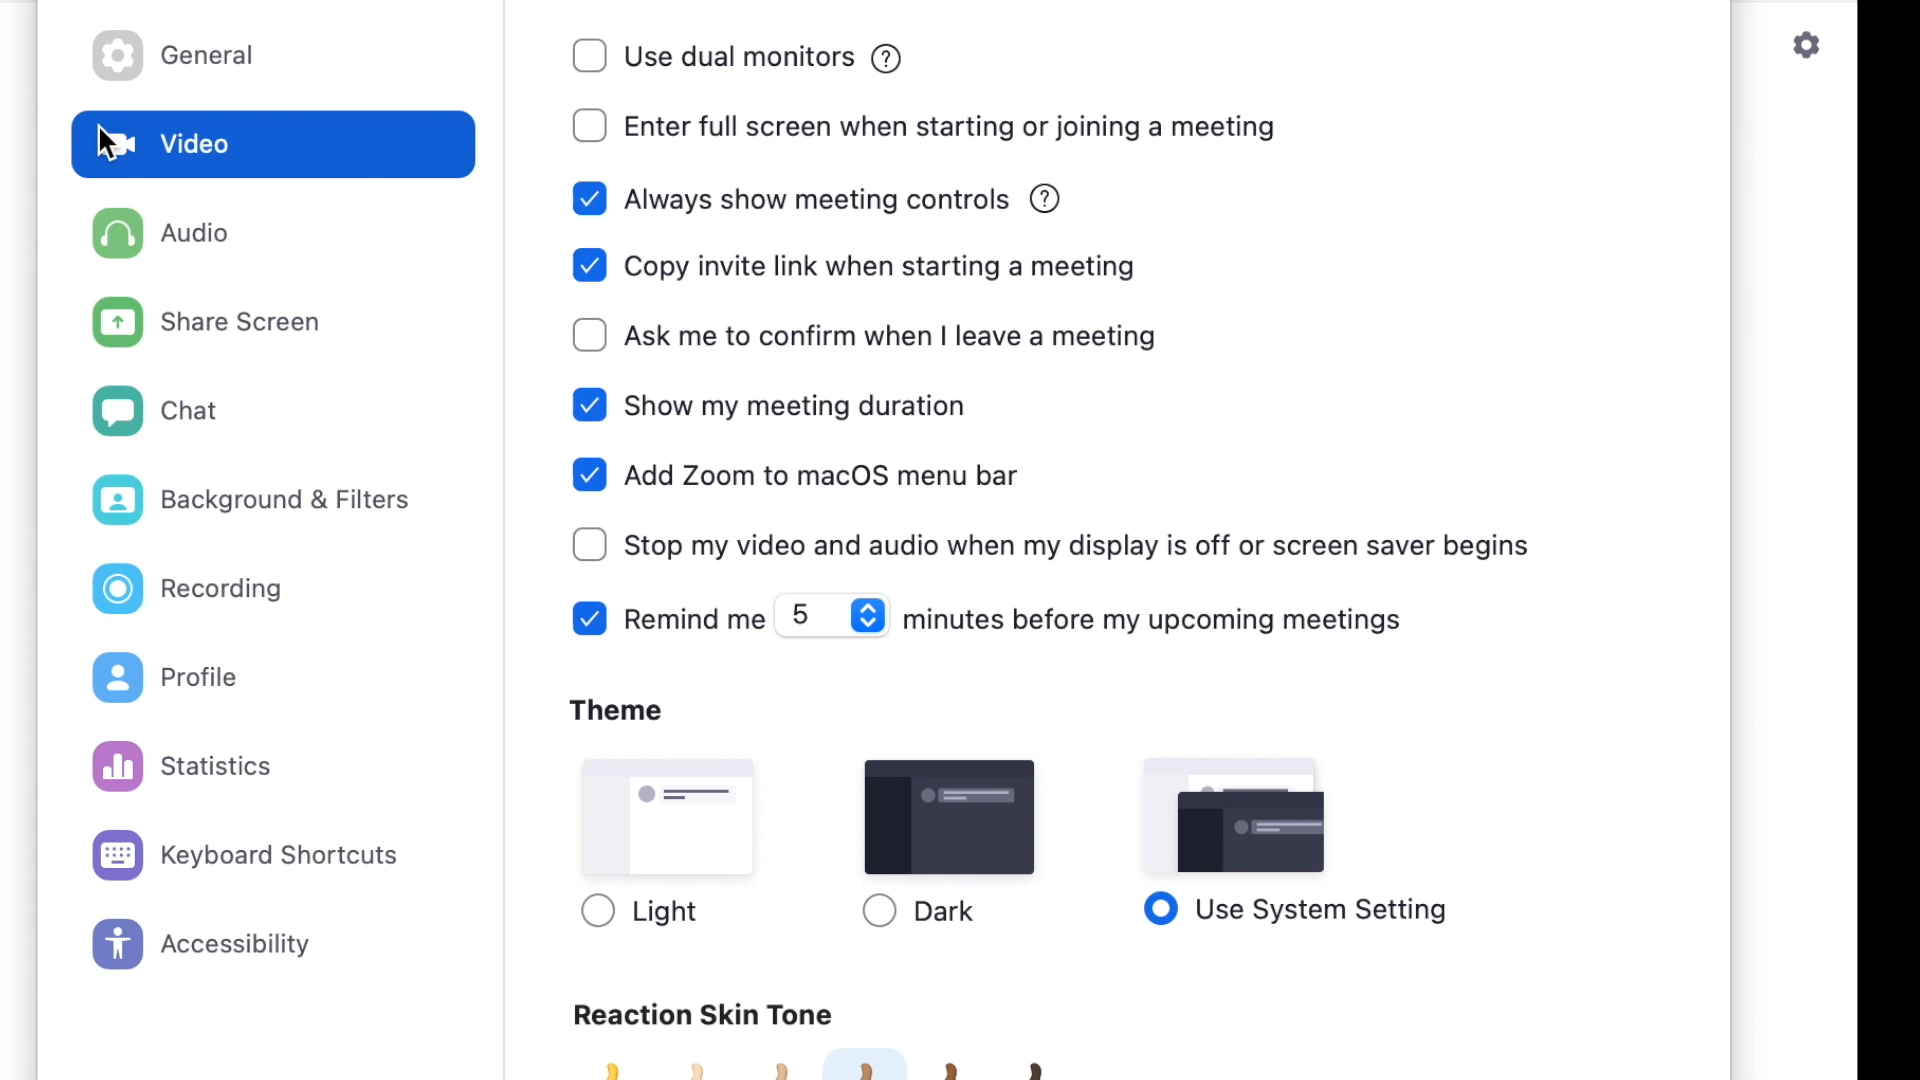 General
Video
Audio
Share Screen
Chat
Background & Filters
Recording
Profile
Statistics
Keyboard Shortcuts
Accessibility
Use dual monitors ?
Enter full screen when starting or joining a meeting
Always show meeting controls ?
Copy invite link when starting a meeting
Ask me to confirm when I leave a meeting
Show my meeting duration
Add Zoom to macOS menu bar
Stop my video and audio when my display is off or screen saver begins
Remind me 5 minutes before my upcoming meetings
Theme
Light Dark Use System Setting
Reaction Skin Tone